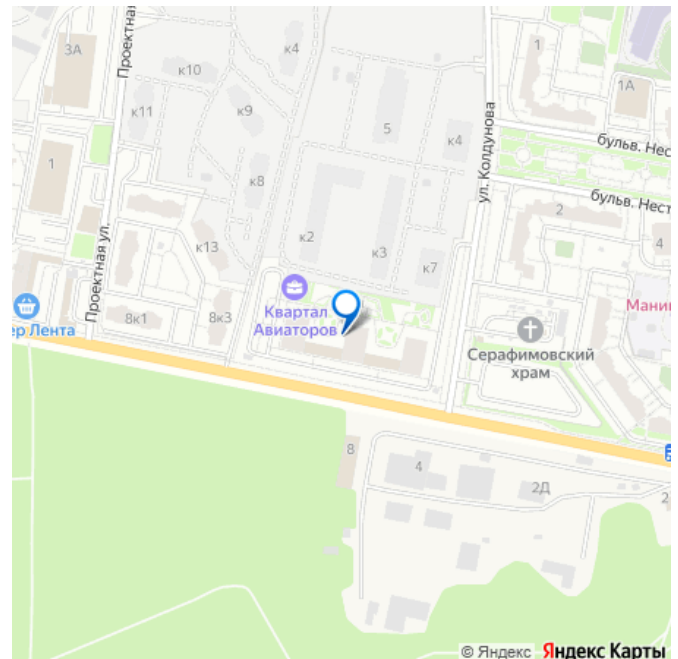 3А
Проектная
к10
к4
1
1А
к11
к9
5
к4
ул. Колдунова
бульв. Нес
1
к8
бульв. Нест
2
4
к13
к2
к3
к7
Проектная ул.
Квартал
Авиаторов
Мани
ер Лента
8к1
8к3
Серафимовский
храм
8
4
2Д
2
© Яндекс Яндекс Карты